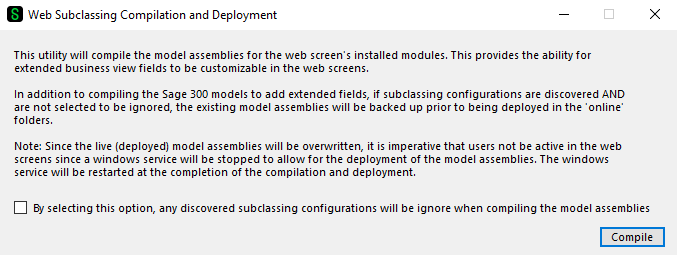 S Web Subclassing Compilation and Deployment
This utility will compile the model assemblies for the web screen's installed modules. This provides the ability for
extended business view fields to be customizable in the web screens.
In addition to compiling the Sage 300 models to add extended fields, if subclassing configurations are discovered AND
are not selected to be ignored, the existing model assemblies will be backed up prior to being deployed in the 'online'
folders.
Note: Since the live (deployed) model assemblies will be overwritten, it is imperative that users not be active in the web
screens since a windows service will be stopped to allow for the deployment of the model assemblies. The windows
service will be restarted at the completion of the compilation and deployment.
By selecting this option, any discovered subclassing configurations will be ignore when compiling the model assemblies
Compile